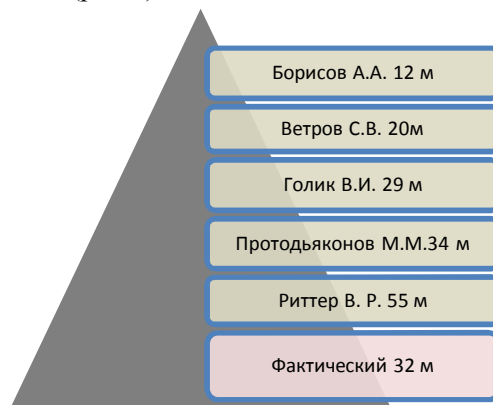 Борисов А.А. 12 м
Ветров С.В. 20м
Голик В.И. 29 м
Протодьяконов М.М.34 м
Риттер В. Р. 55 м
Фактический 32 м